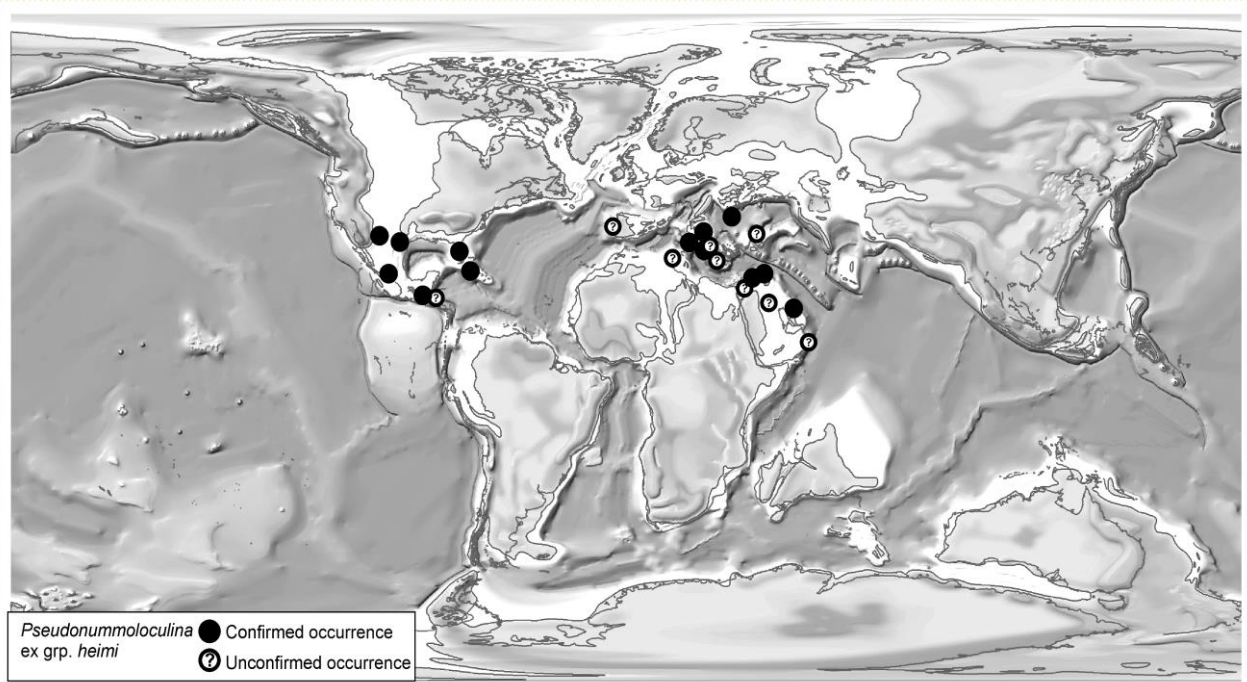 Pseudonummoloculina
ex grp. heimi
Confirmed occurrence
? Unconfirmed occurrence
?
?
?
?
?
?
?
?
?